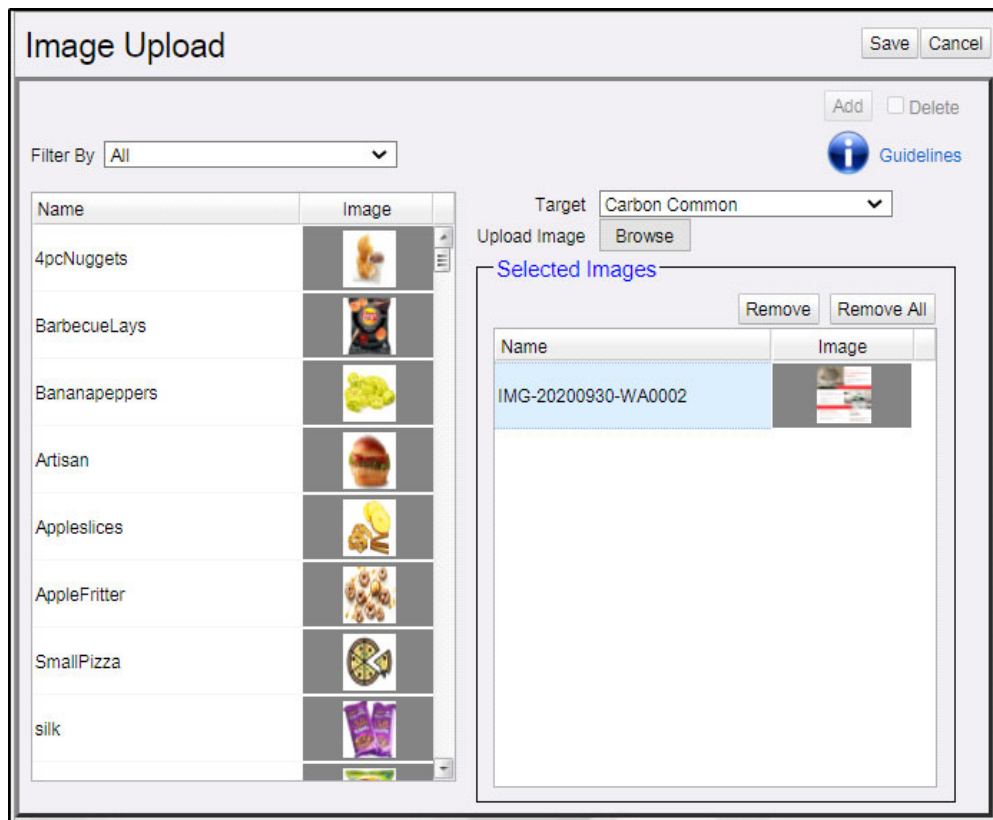 Image Upload
Save Cancel
Add Delete
Filter By All
Guidelines
Name Image
Target Carbon Common
Upload Image Browse
4pcNuggets
Selected Images
BarbecueLays
Remove Remove All
Name Image
Bananapeppers
IMG-20200930-WA0002
Artisan
Appleslices
AppleFritter
SmallPizza
silk